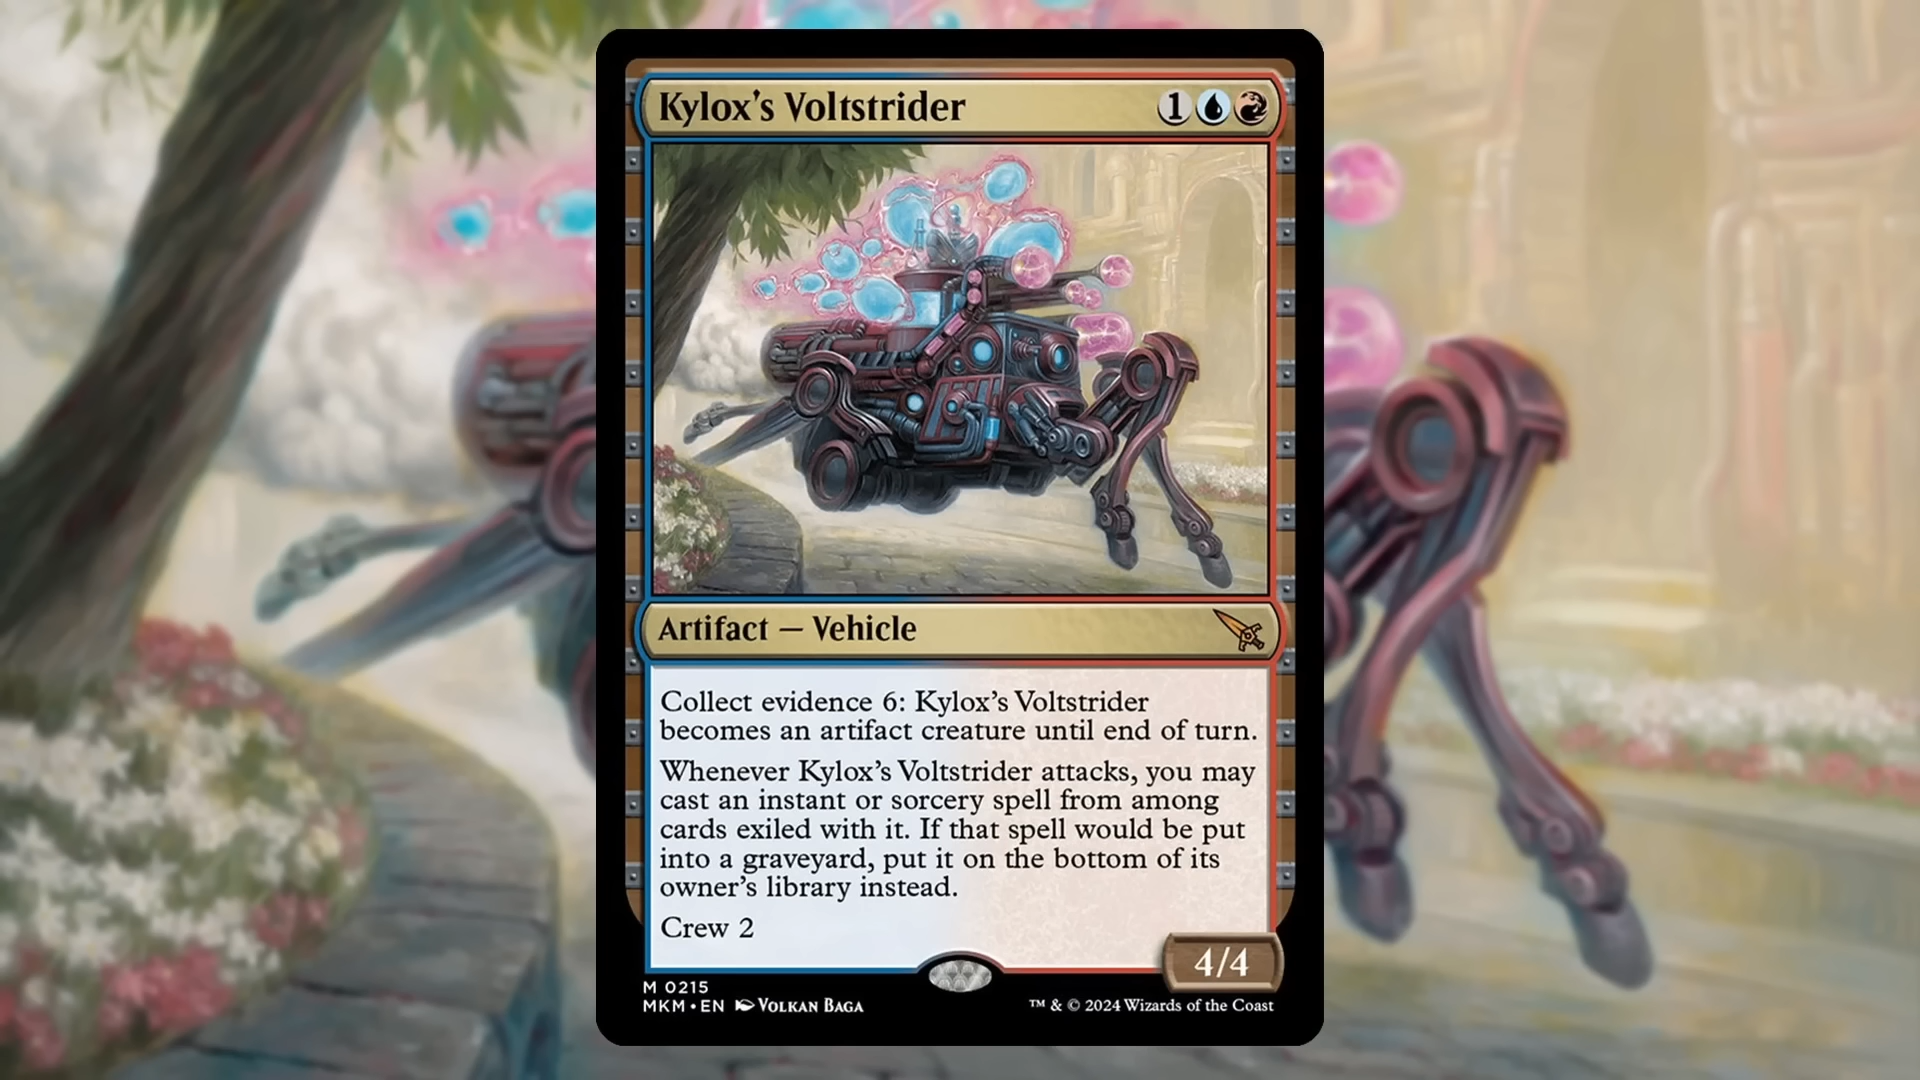 Kylox's Voltstrider 1
Artifact — Vehicle
Collect evidence 6: Kylox's Voltstrider
becomes an artifact creature until end of turn.
Whenever Kylox's Voltstrider attacks, you may
cast an instant or sorcery spell from among
cards exiled with it. If that spell would be put
into a graveyard, put it on the bottom of its
owner's library instead.
Crew 2
4/4
M 0215
MKM • EN Volkan Baga ™ & © 2024 Wizards of the Coast